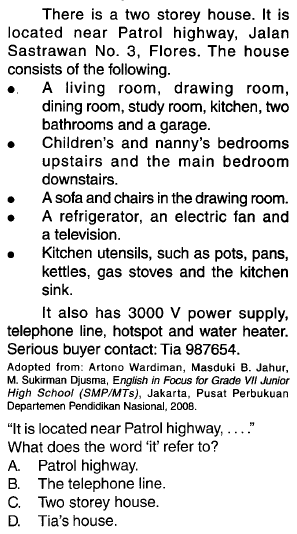 There is a two storey house. It is
located near Patrol highway, Jalan
Sastrawan No. 3, Flores. The house
consists of the following.
• A living room, drawing room,
dining room, study room, kitchen, two
bathrooms and a garage.
• Children's and nanny's bedrooms
upstairs and the main bedroom
downstairs.
• A sofa and chairs in the drawing room.
• A refrigerator, an electric fan and
a television.
• Kitchen utensils, such as pots, pans,
kettles, gas stoves and the kitchen
sink.
It also has 3000 V power supply,
telephone line, hotspot and water heater.
Serious buyer contact: Tia 987654.
Adopted from: Artono Wardiman, Masduki B. Jahur,
M. Sukirman Djusma, English in Focus for Grade VII Junior
High School (SMP/MTs), Jakarta, Pusat Perbukuan
Departemen Pendidikan Nasional, 2008.
"It is located near Patrol highway, . . . ."
What does the word 'it' refer to?
A. Patrol highway.
B. The telephone line.
C. Two storey house.
D. Tia's house.